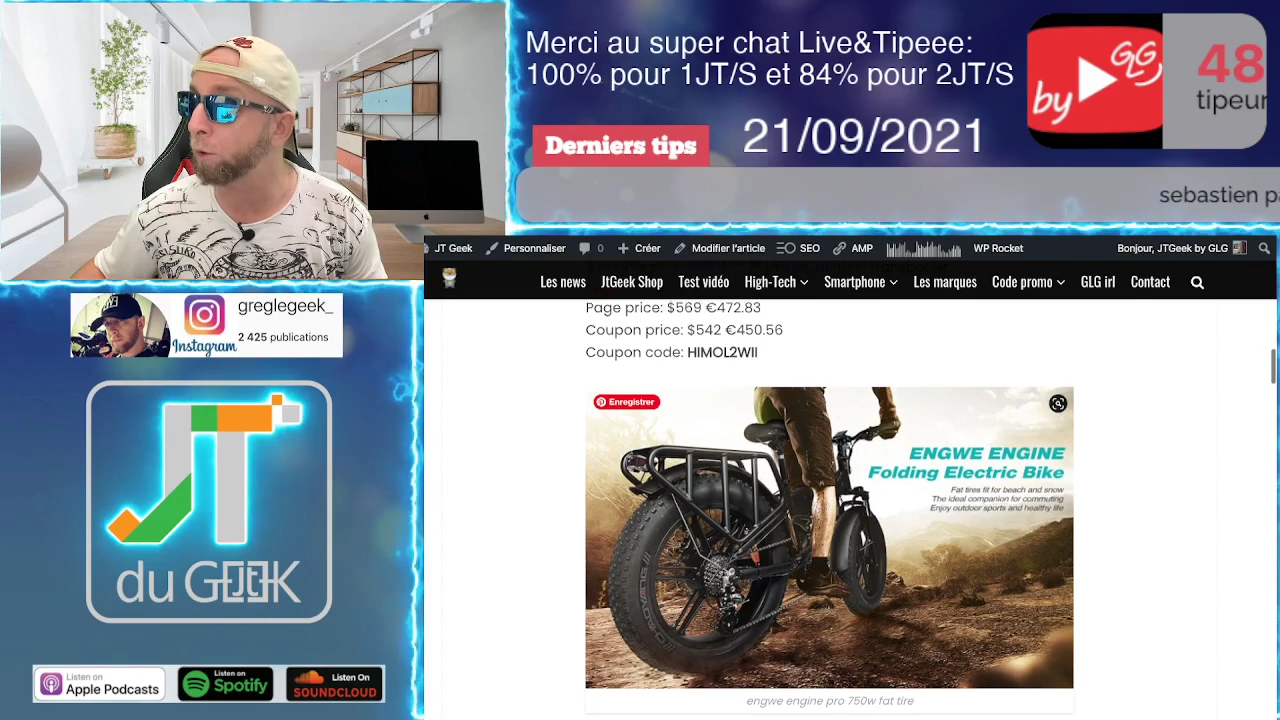 Merci au super chat Live&Tipeee:
100% pour 1JT/S et 84% pour 2JT/S
Derniers tips
21/09/2021
by GLG
48
tipeur
sebastien p
JT Geek Personnaliser 0 Créer Modifier l'article SEO AMP WP Rocket Bonjour, JTGeek by GLG
Les news JtGeek Shop Test vidéo High-Tech Smartphone Les marques Code promo GLG irl Contact
Page price: $569 €472.83
Coupon price: $542 €450.56
Coupon code: HIMOL2WII
Enregistrer
ENGWE ENGINE
Folding Electric Bike
Fat tires fit for beach and snow
The ideal companion for commuting
Enjoy outdoor sports and healthy life
CHAOYANG
engwe engine pro 750w fat tire
greglegeek_
Instagram
2 425 publications
JT
du GEEK
Listen on
Apple Podcasts
Listen on
Spotify
Listen On
SOUNDCLOUD